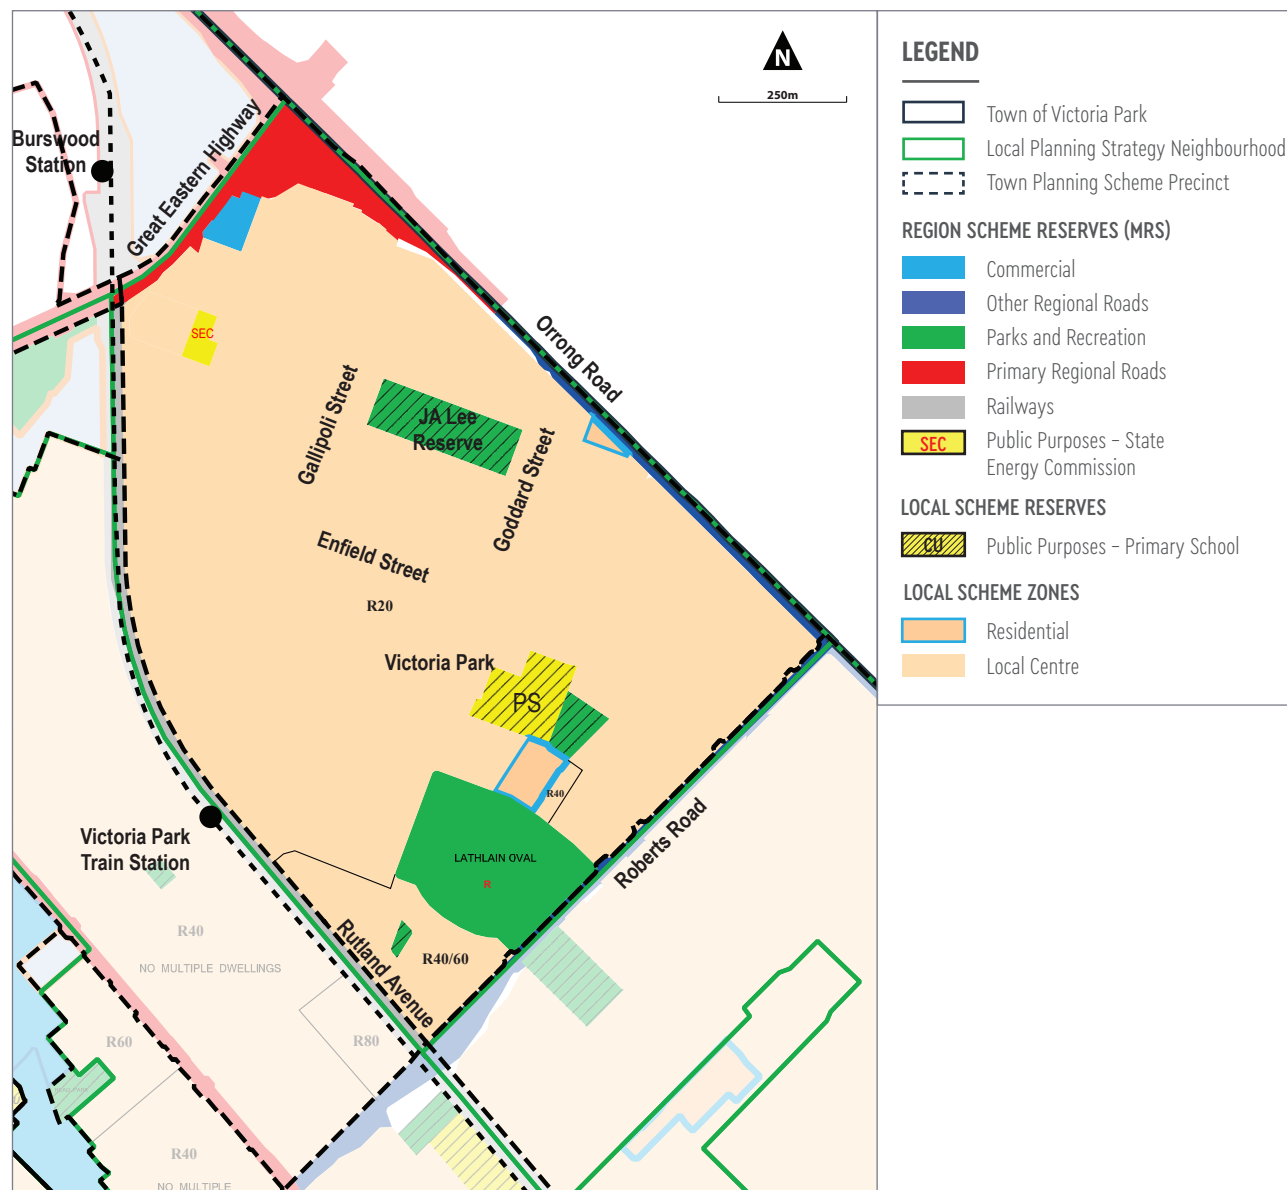 N
250m
Burswood
Station
Great Eastern Highway
SEC
Orrong Road
Gallipoli Street
JA Lee
Reserve
Goddard Street
Enfield Street
R20
Victoria Park
PS
R40
LATHLAIN OVAL
R
Roberts Road
Victoria Park
Train Station
Rutland Avenue
R40/60
R40
NO MULTIPLE DWELLINGS
R60
R80
R40
NO MULTIPLE
LEGEND
Town of Victoria Park
Local Planning Strategy Neighbourhood
Town Planning Scheme Precinct
REGION SCHEME RESERVES (MRS)
Commercial
Other Regional Roads
Parks and Recreation
Primary Regional Roads
Railways
SEC
Public Purposes – State
Energy Commission
LOCAL SCHEME RESERVES
CU
Public Purposes – Primary School
LOCAL SCHEME ZONES
Residential
Local Centre